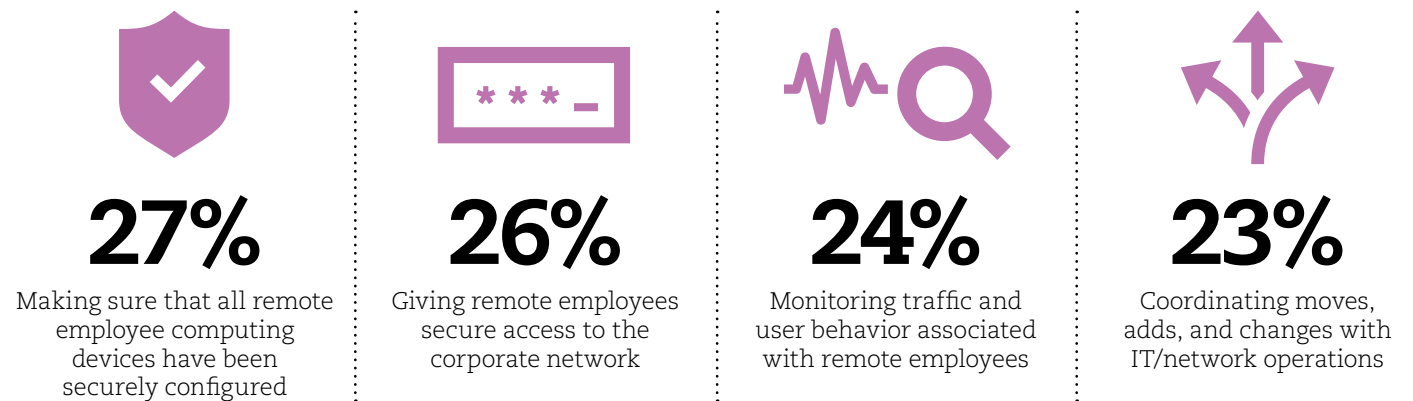 ***_
27%
Making sure that all remote
employee computing
devices have been
securely configured
26%
Giving remote employees
secure access to the
corporate network
24%
Monitoring traffic and
user behavior associated
with remote employees
23%
Coordinating moves,
adds, and changes with
IT/network operations